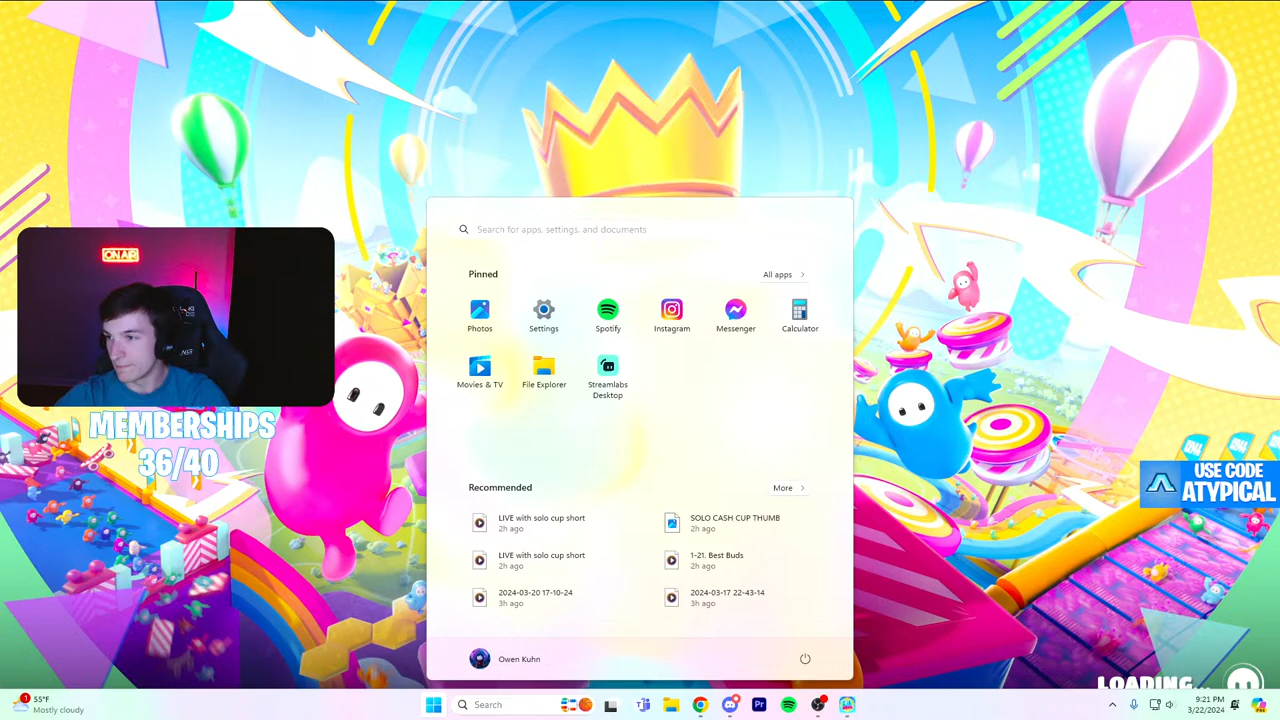 Search for apps, settings, and documents
Pinned
All apps
Photos
Settings
Spotify
Instagram
Messenger
Calculator
Movies & TV
File Explorer
Streamlabs
Desktop
Recommended
More
LIVE with solo cup short
2h ago
SOLO CASH CUP THUMB
2h ago
LIVE with solo cup short
2h ago
1-21. Best Buds
2h ago
2024-03-20 17-10-24
3h ago
2024-03-17 22-43-14
3h ago
Owen Kuhn
ON AIR
MEMBERSHIPS
36/40
USE CODE
ATYPICAL
LOADING...
1
55°F
Mostly cloudy
Search
Pr
9:21 PM
3/22/2024